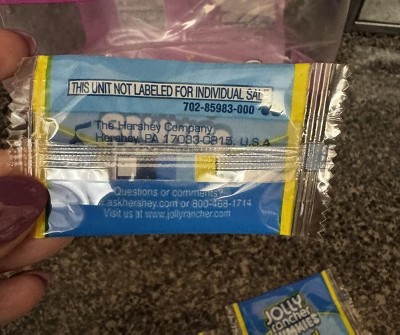 THIS UNIT NOT LABELED FOR INDIVIDUAL SALE
702-85983-000
The Hershey Company
Hershey, PA 17033-0815, U.S.A
Questions or comments?
.askhershey.com or 800-468-1714
Visit us at www.jollyrancher.com
JOLLY
rancher
GUMMIES